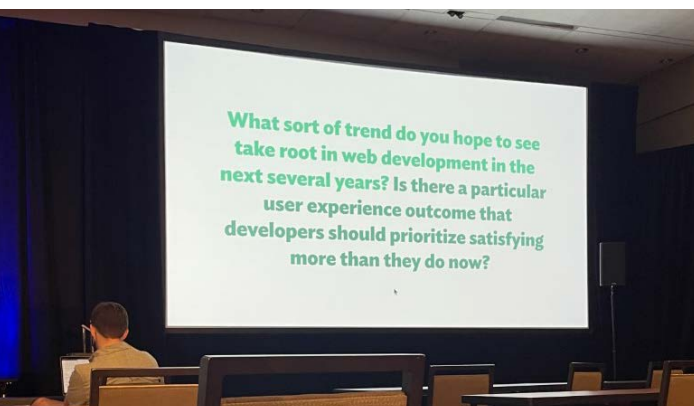 What sort of trend do you hope to see
take root in web development in the
next several years? Is there a particular
user experience outcome that
developers should prioritize satisfying
more than they do now?